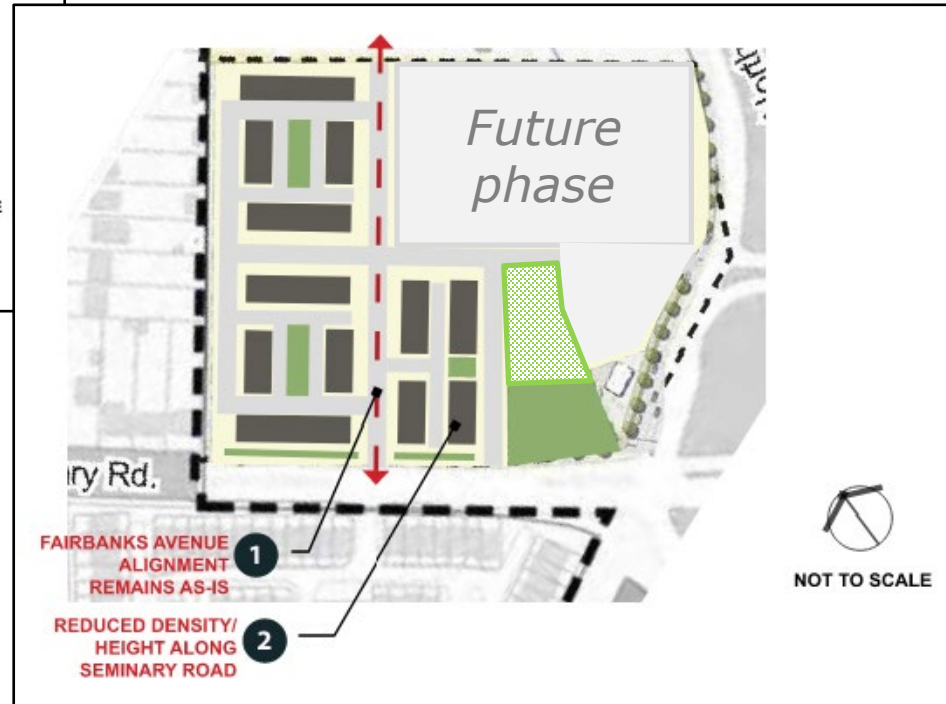 Future
phase
ry Rd.
FAIRBANKS AVENUE
ALIGNMENT
REMAINS AS-IS
1
REDUCED DENSITY/
HEIGHT ALONG
SEMINARY ROAD
2
NOT TO SCALE